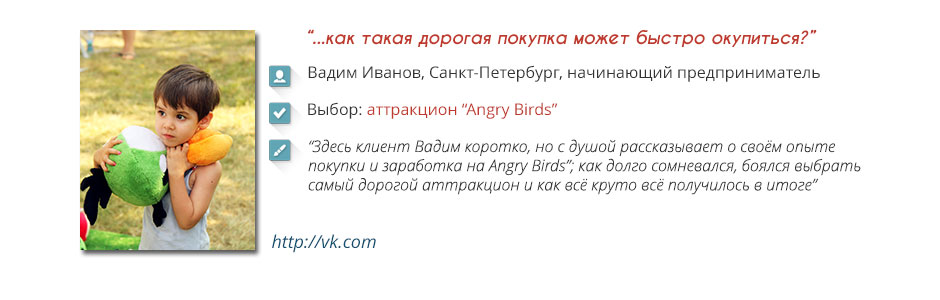 “...как такая дорогая покупка может быстро окупиться?”
Вадим Иванов, Санкт-Петербург, начинающий предприниматель
Выбор: аттракцион “Angry Birds”
“Здесь клиент Вадим коротко, но с душой рассказывает о своём опыте
покупки и заработка на Angry Birds”; как долго сомневался, боялся выбрать
самый дорогой аттракцион и как всё круто всё получилось в итоге”
http://vk.com